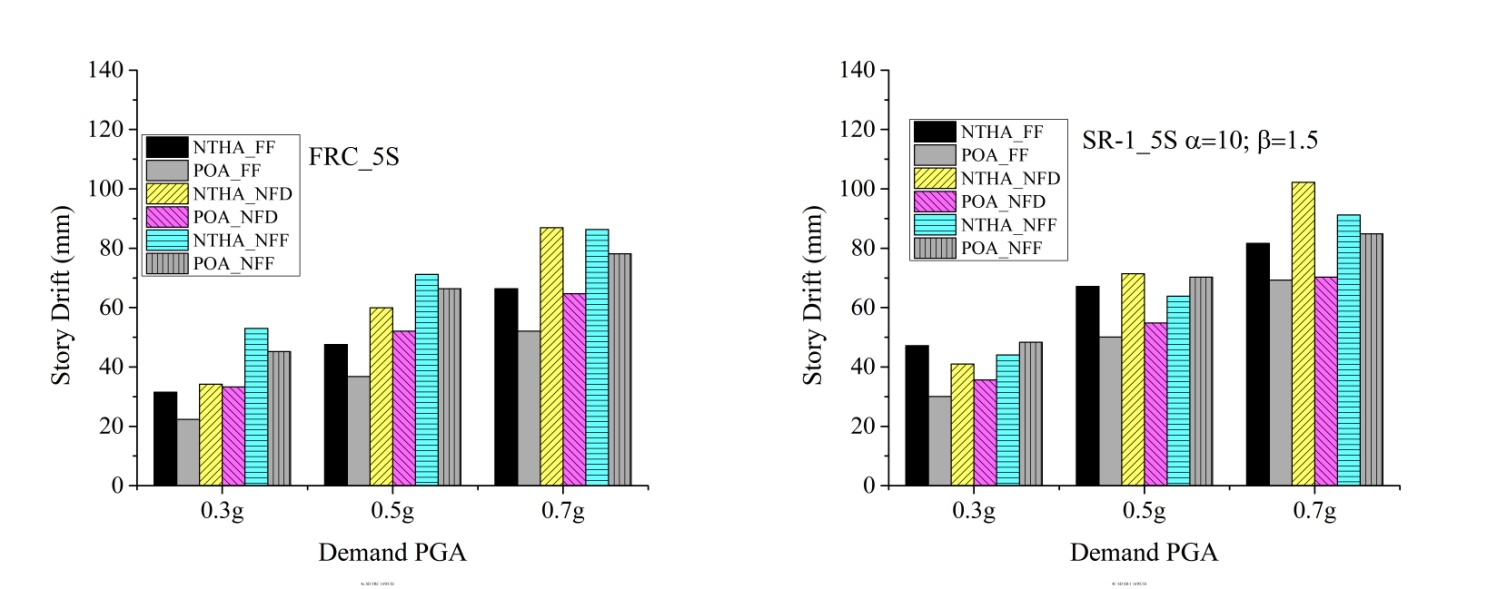 140
120
100
80
60
40
20
0
Story Drift (mm)
NTHA_FF
POA_FF
NTHA_NFD
POA_NFD
NTHA_NFF
POA_NFF
FRC_5S
0.3g 0.5g 0.7g
Demand PGA
140
120
100
80
60
40
20
0
Story Drift (mm)
NTHA_FF
POA_FF
NTHA_NFD
POA_NFD
NTHA_NFF
POA_NFF
SR-1_5S α=10; β=1.5
0.3g 0.5g 0.7g
Demand PGA